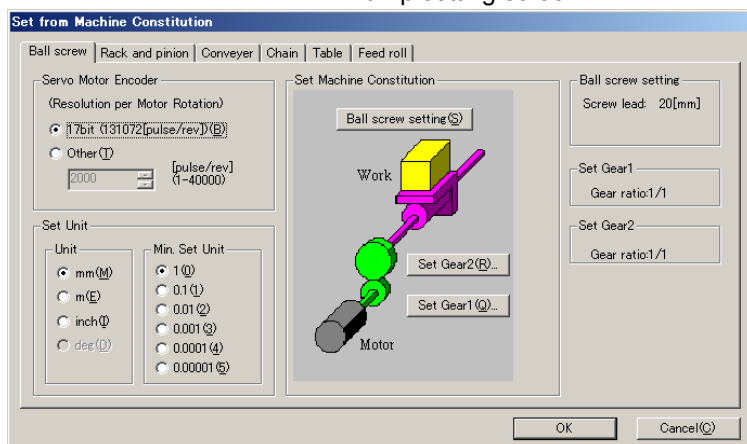 Set from Machine Constitution
Ball screw
Rack and pinion
Conveyer
Chain
Table
Feed roll
Servo Motor Encoder
(Resolution per Motor Rotation)
17bit (131072[pulse/rev])(B)
Other(T)
2000
[pulse/rev]
(1-40000)
Set Unit
Unit
mm(M)
m(E)
inch(I)
deg(D)
Min. Set Unit
1(0)
0.1(1)
0.01(2)
0.001(3)
0.0001(4)
0.00001(5)
Set Machine Constitution
Ball screw setting(S)
Work
Set Gear2(R)...
Set Gear1(Q)...
Motor
Ball screw setting
Screw lead: 20[mm]
Set Gear1
Gear ratio:1/1
Set Gear2
Gear ratio:1/1
OK
Cancel(C)